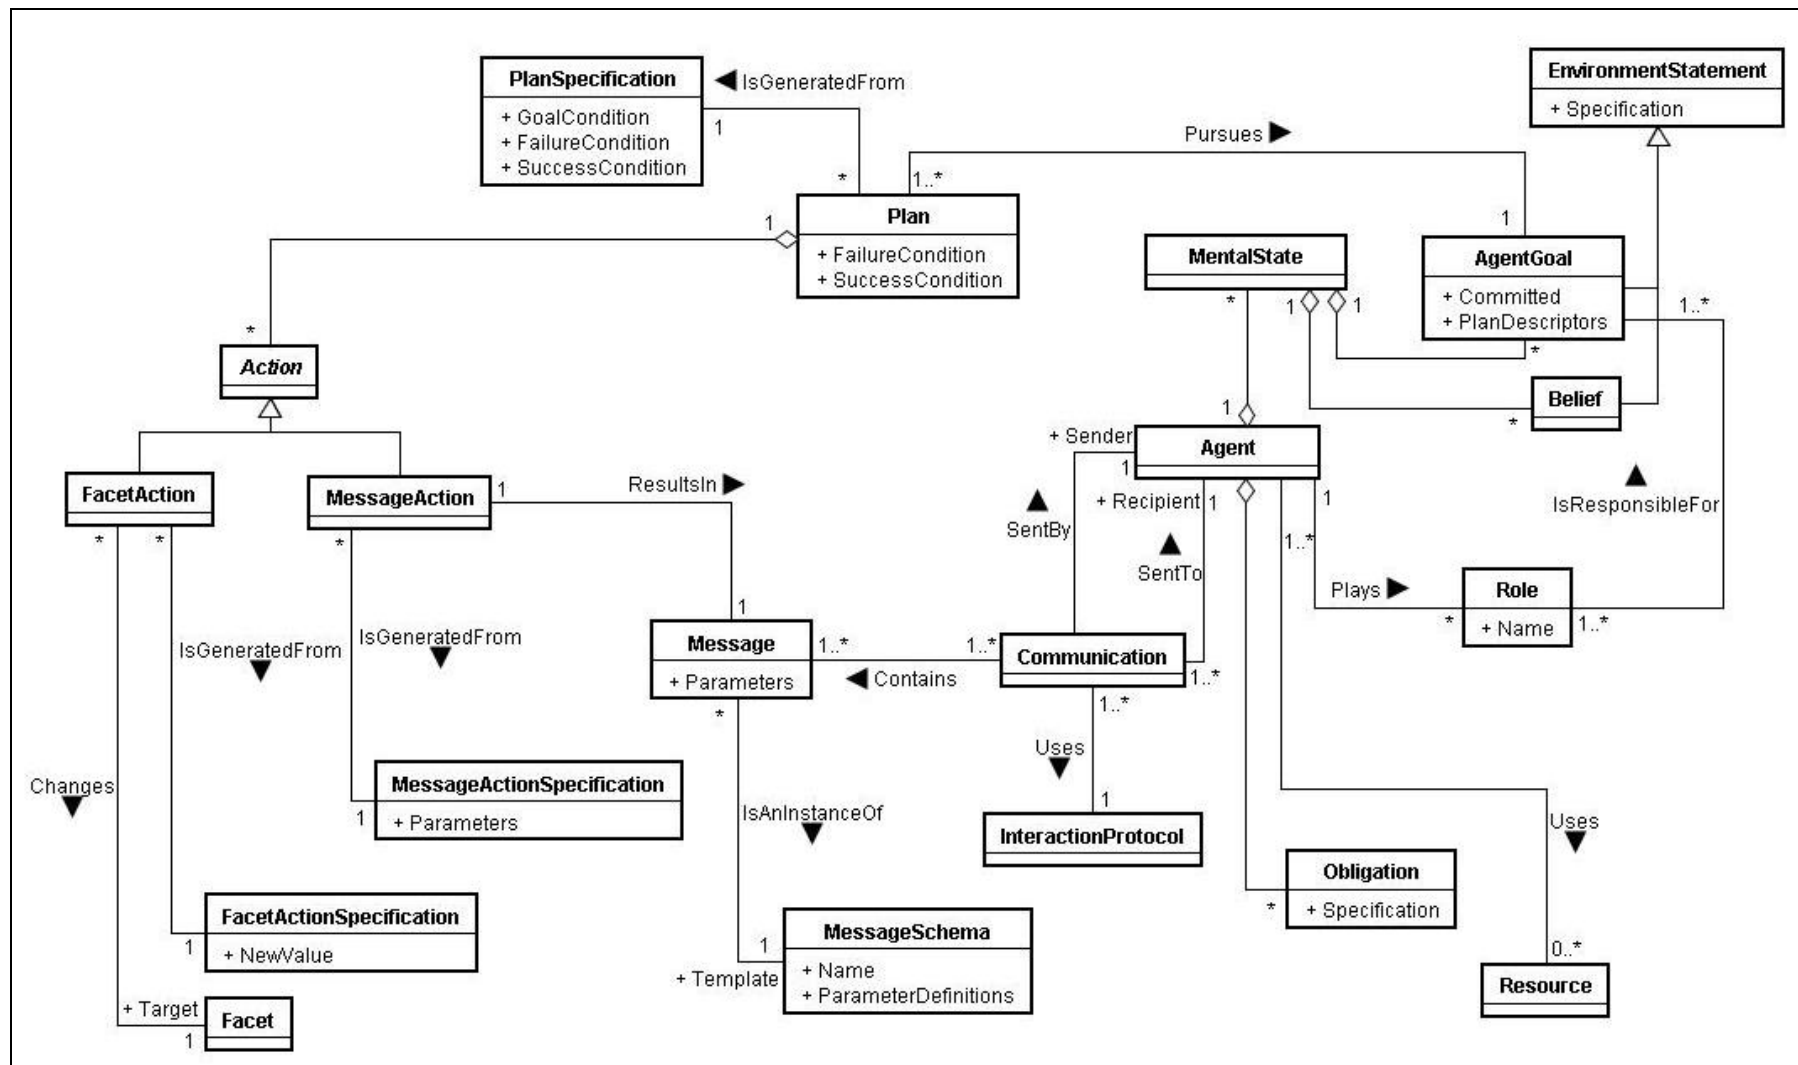 PlanSpecification
+ GoalCondition
+ FailureCondition
+ SuccessCondition
IsGeneratedFrom
1
*
EnvironmentStatement
+ Specification
Pursues
1..*
1
Plan
+ FailureCondition
+ SuccessCondition
1
*
MentalState
*
1
1
AgentGoal
+ Committed
+ PlanDescriptors
1..*
*
Action
Belief
*
1
+ Sender
Agent
1
+ Recipient
1
1
1..*
FacetAction
MessageAction
1
ResultsIn
*
*
*
SentBy
SentTo
IsResponsibleFor
Plays
*
Role
+ Name
1..*
1
IsGeneratedFrom
IsGeneratedFrom
Message
+ Parameters
1..*
1..*
Contains
Communication
1..*
*
1..*
Uses
Changes
MessageActionSpecification
+ Parameters
1
IsAnInstanceOf
1
InteractionProtocol
Uses
Obligation
+ Specification
*
FacetActionSpecification
+ NewValue
1
MessageSchema
+ Name
+ ParameterDefinitions
1
+ Template
0..*
Resource
+ Target
1
Facet